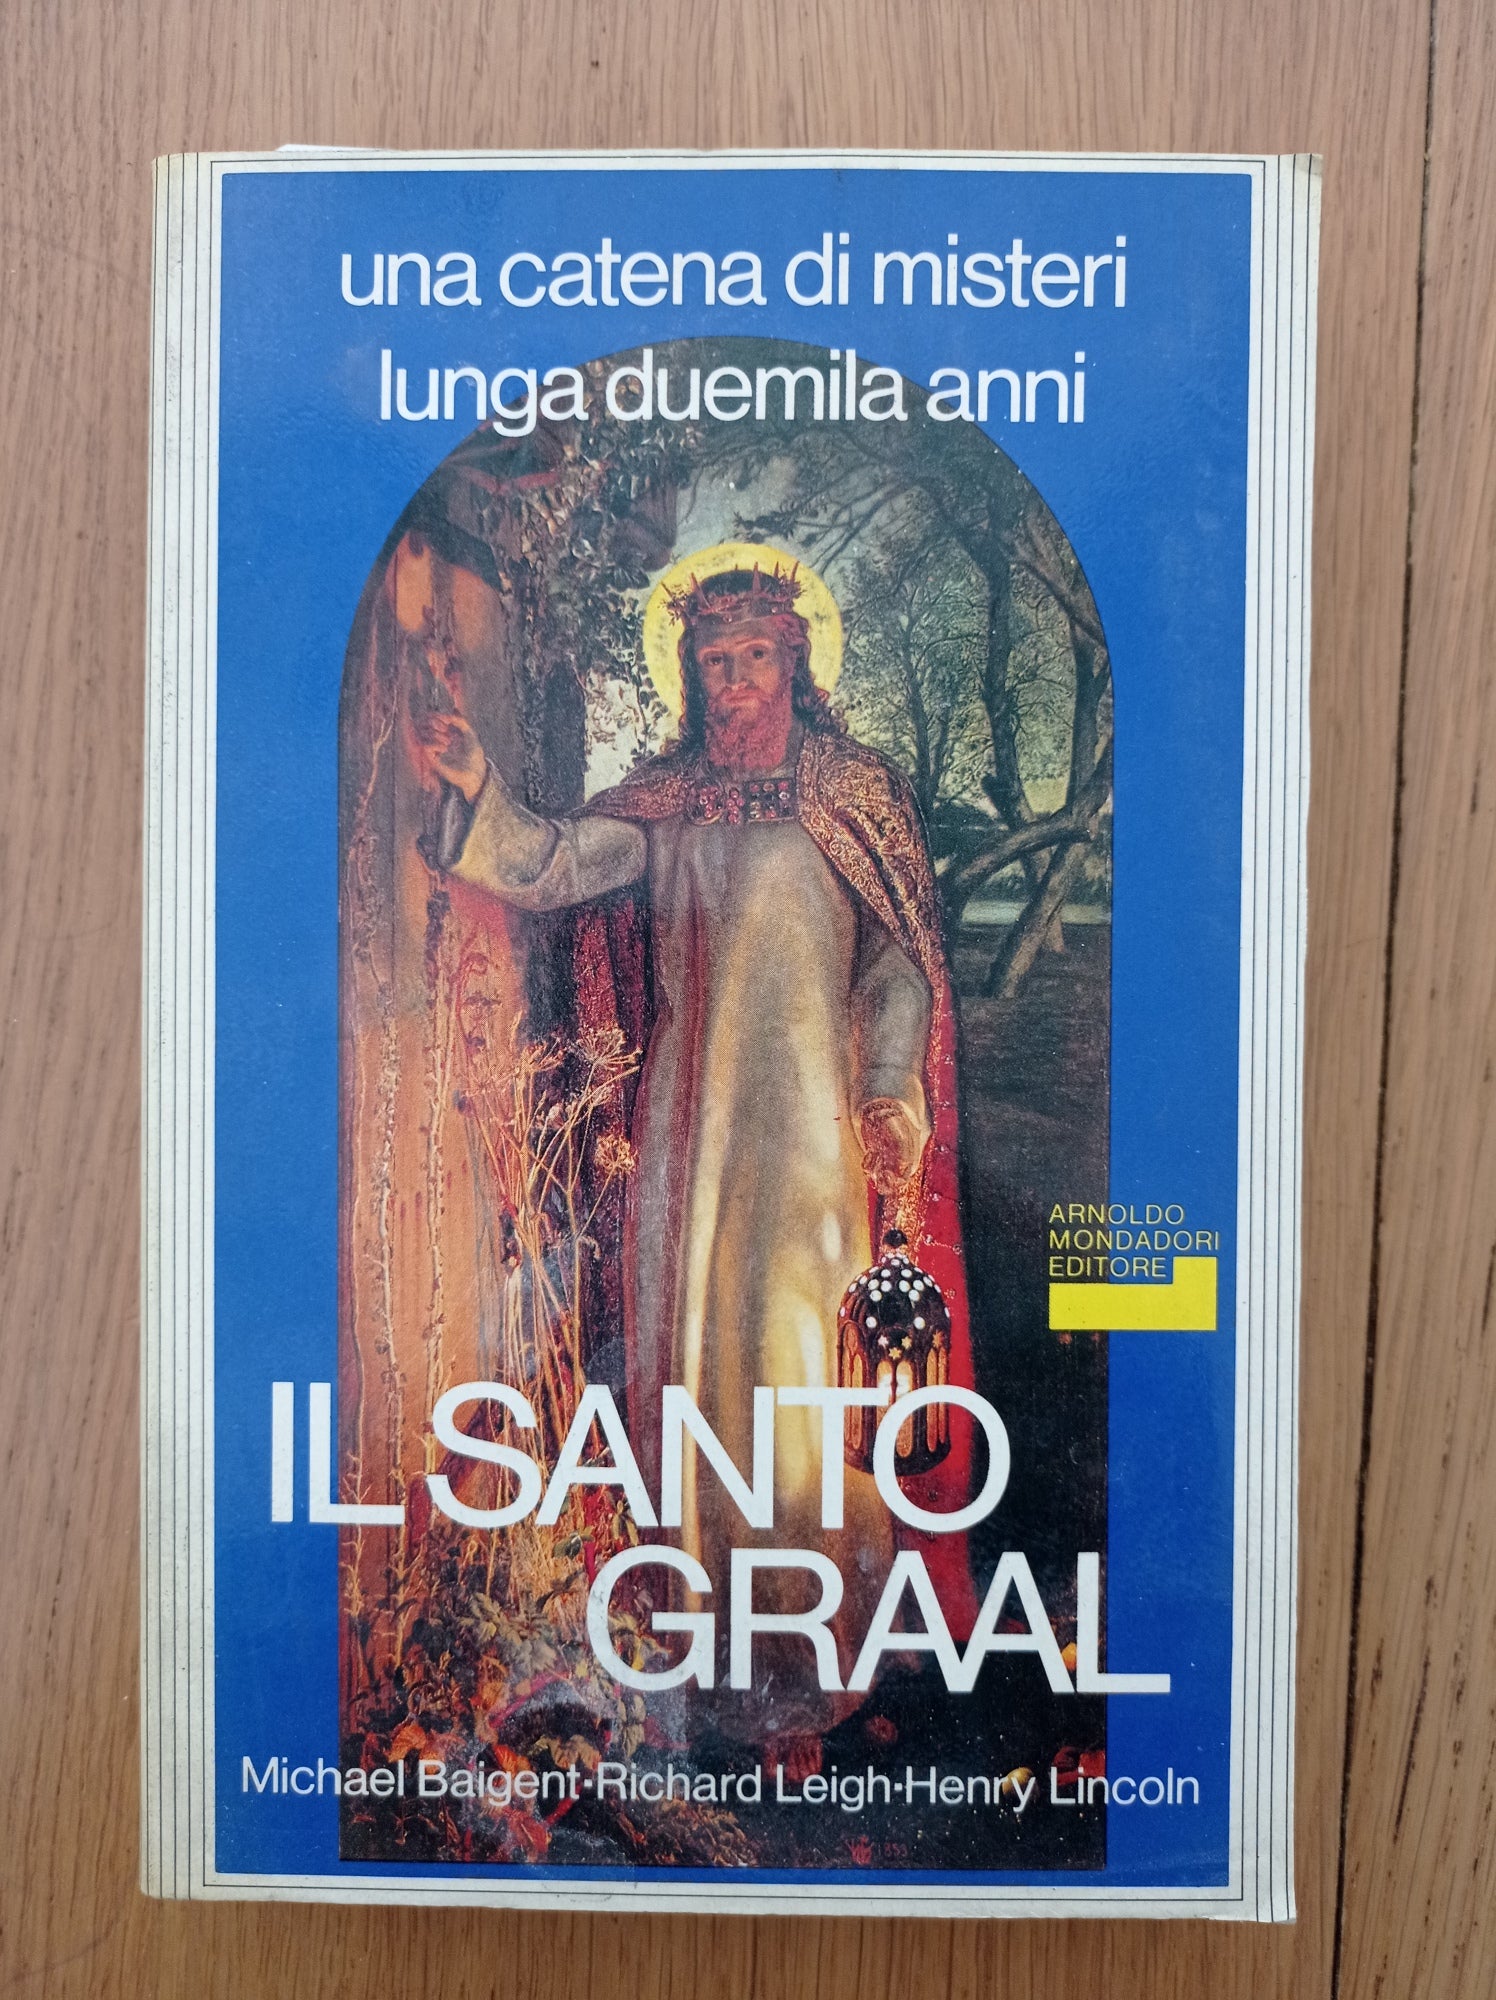 una catena di misteri
lunga duemila anni
ARNOLDO
MONDADORI
EDITORE
IL SANTO
GRAAL
Michael Baigent·Richard Leigh·Henry Lincoln
1853